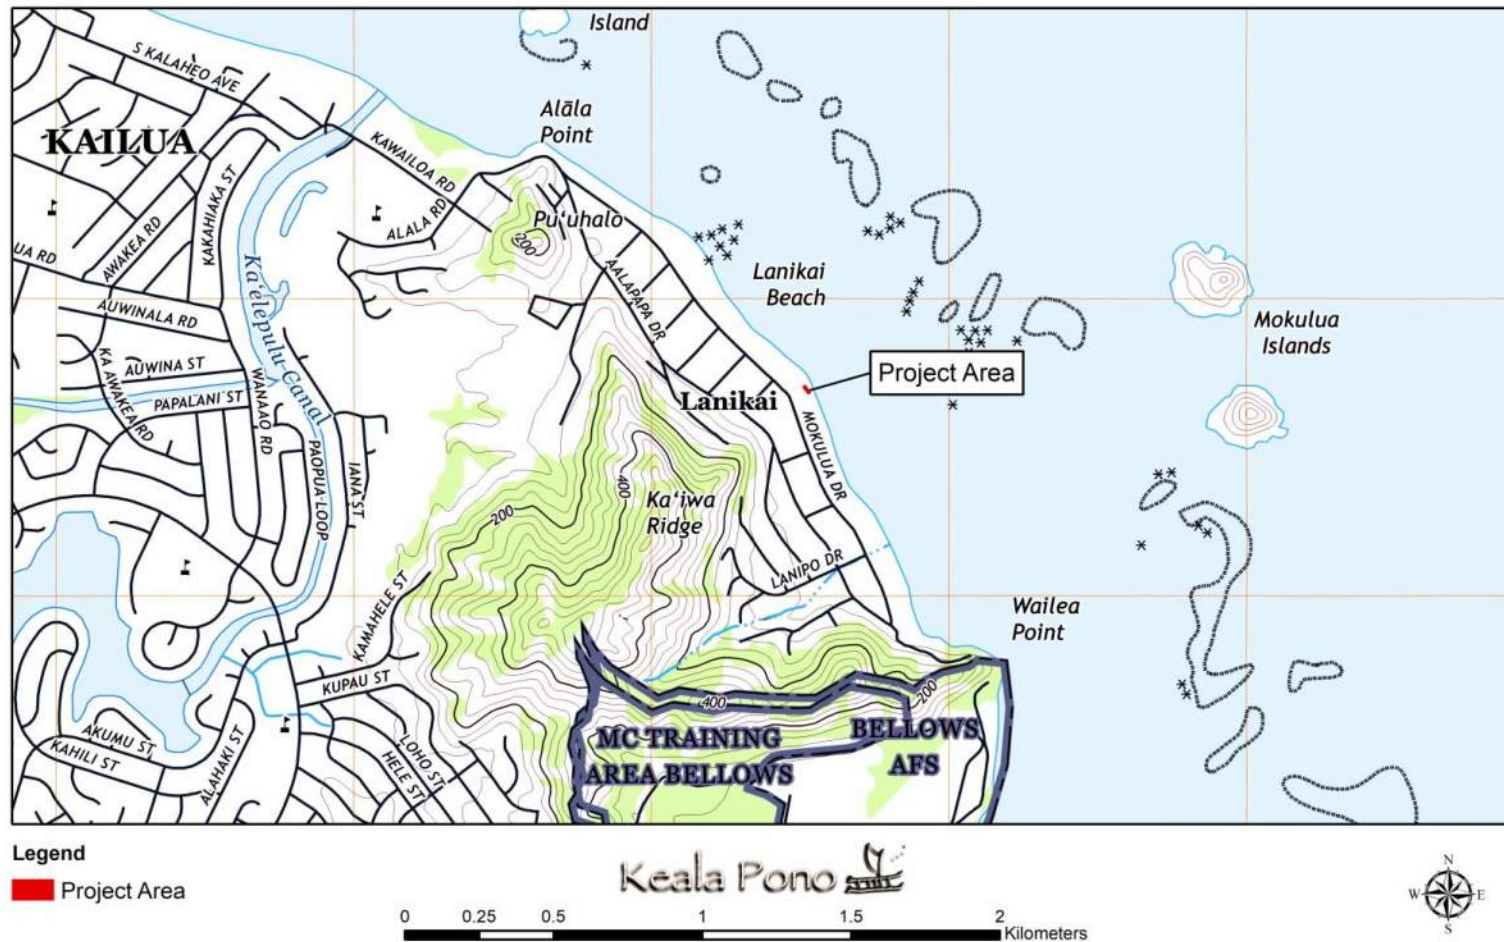 Island
S KALAHEO AVE
Alāla
Point
KAILUA
KAWAILOA RD
KAKAHIAKA ST
ALALA RD
Pu‘uhalo
200
AWAKEA RD
UA RD
Ka‘elepulu Canal
AALAPAPA DR
Lanikai
Beach
AUWINALA RD
Mokulua
Islands
KA AWAKEA RD
AUWINA ST
WANAAO RD
Project Area
PAPALANI ST
Lanikai
MOKULUA DR
PAOPUA LOOP
IANA ST
400
Ka‘iwa
Ridge
200
LANIPO DR
KAMAHELE ST
Wailea
Point
KUPAU ST
400
200
MC TRAINING
AREA BELLOWS
BELLOWS
AFS
AKUMU ST
KAHILI ST
ALAHAKI ST
LOHO ST
HELE ST
Legend
Project Area
Keala Pono
0 0.25 0.5 1 1.5 2
Kilometers
N
W E
S